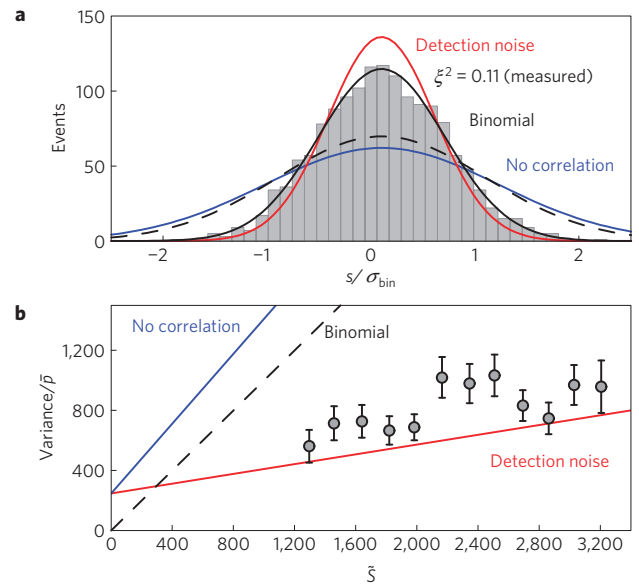 a
150
100
50
0
Events
Detection noise
ξ² = 0.11 (measured)
Binomial
No correlation
−2
−1
0
1
2
s/ σbin
b
1,200
800
400
0
Variance/p̄
No correlation
Binomial
Detection noise
0
400
800
1,200
1,600
2,000
2,400
2,800
3,200
S̃